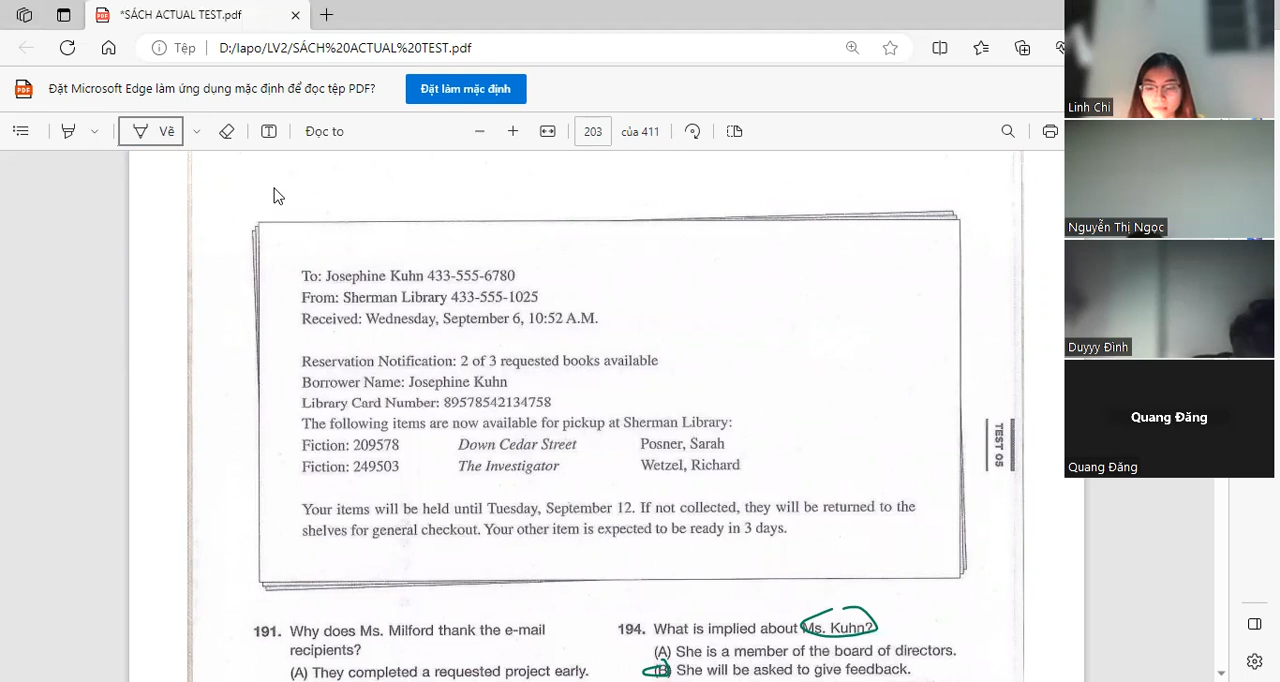 *SÁCH ACTUAL TEST.pdf
Tệp
D:/lapo/LV2/SÁCH%20ACTUAL%20TEST.pdf
Đặt Microsoft Edge làm ứng dụng mặc định để đọc tệp PDF?
Đặt làm mặc định
Vẽ
Đọc to
203
của 411
To: Josephine Kuhn 433-555-6780
From: Sherman Library 433-555-1025
Received: Wednesday, September 6, 10:52 A.M.
Reservation Notification: 2 of 3 requested books available
Borrower Name: Josephine Kuhn
Library Card Number: 89578542134758
The following items are now available for pickup at Sherman Library:
Fiction: 209578 Down Cedar Street Posner, Sarah
Fiction: 249503 The Investigator Wetzel, Richard
Your items will be held until Tuesday, September 12. If not collected, they will be returned to the
shelves for general checkout. Your other item is expected to be ready in 3 days.
TEST 05
191. Why does Ms. Milford thank the e-mail
recipients?
(A) They completed a requested project early.
194. What is implied about Ms. Kuhn?
(A) She is a member of the board of directors.
(B) She will be asked to give feedback.
Linh Chi
Nguyễn Thị Ngọc
Duyyy Đình
Quang Đăng
Quang Đăng